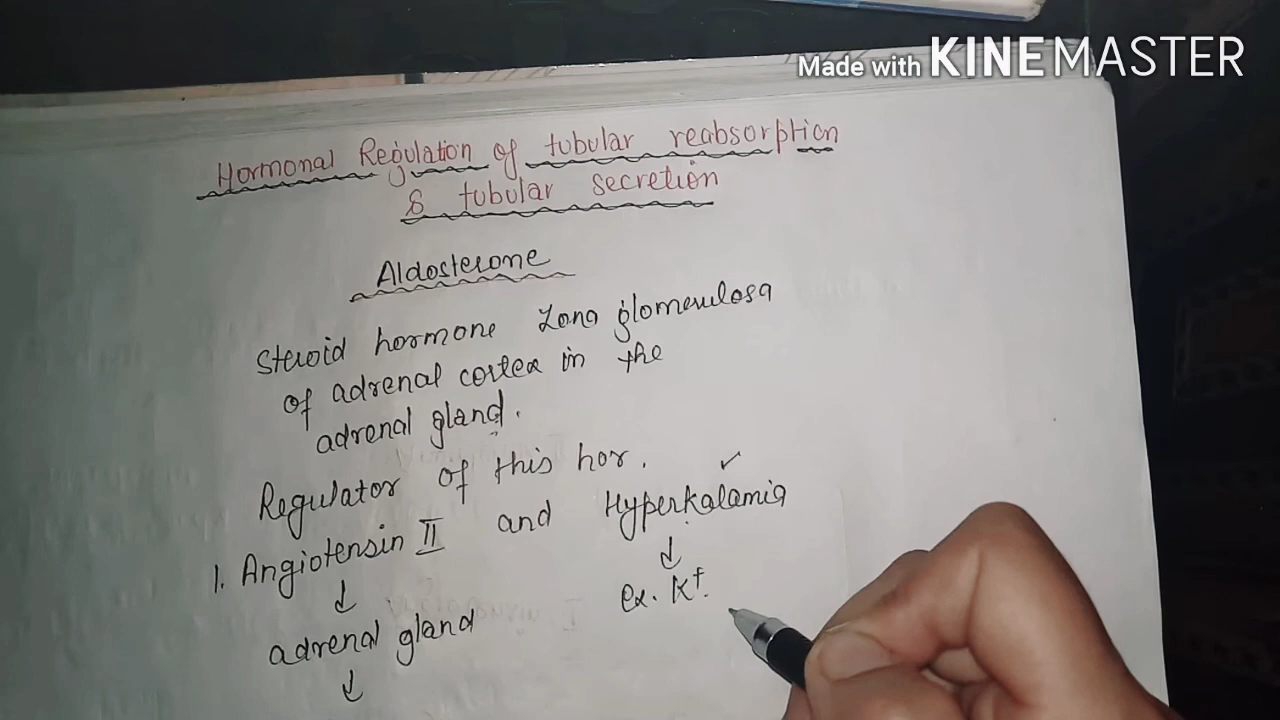 Made with KINEMASTER
Hormonal Regulation of tubular reabsorption
& tubular secretion
Aldosterone
Steroid hormone Zona glomerulosa
of adrenal cortex in the
adrenal gland.
Regulator of this hor.
1. Angiotensin II and Hyperkalamia ✓
↓ ↓
adrenal gland ex. K⁺.
↓